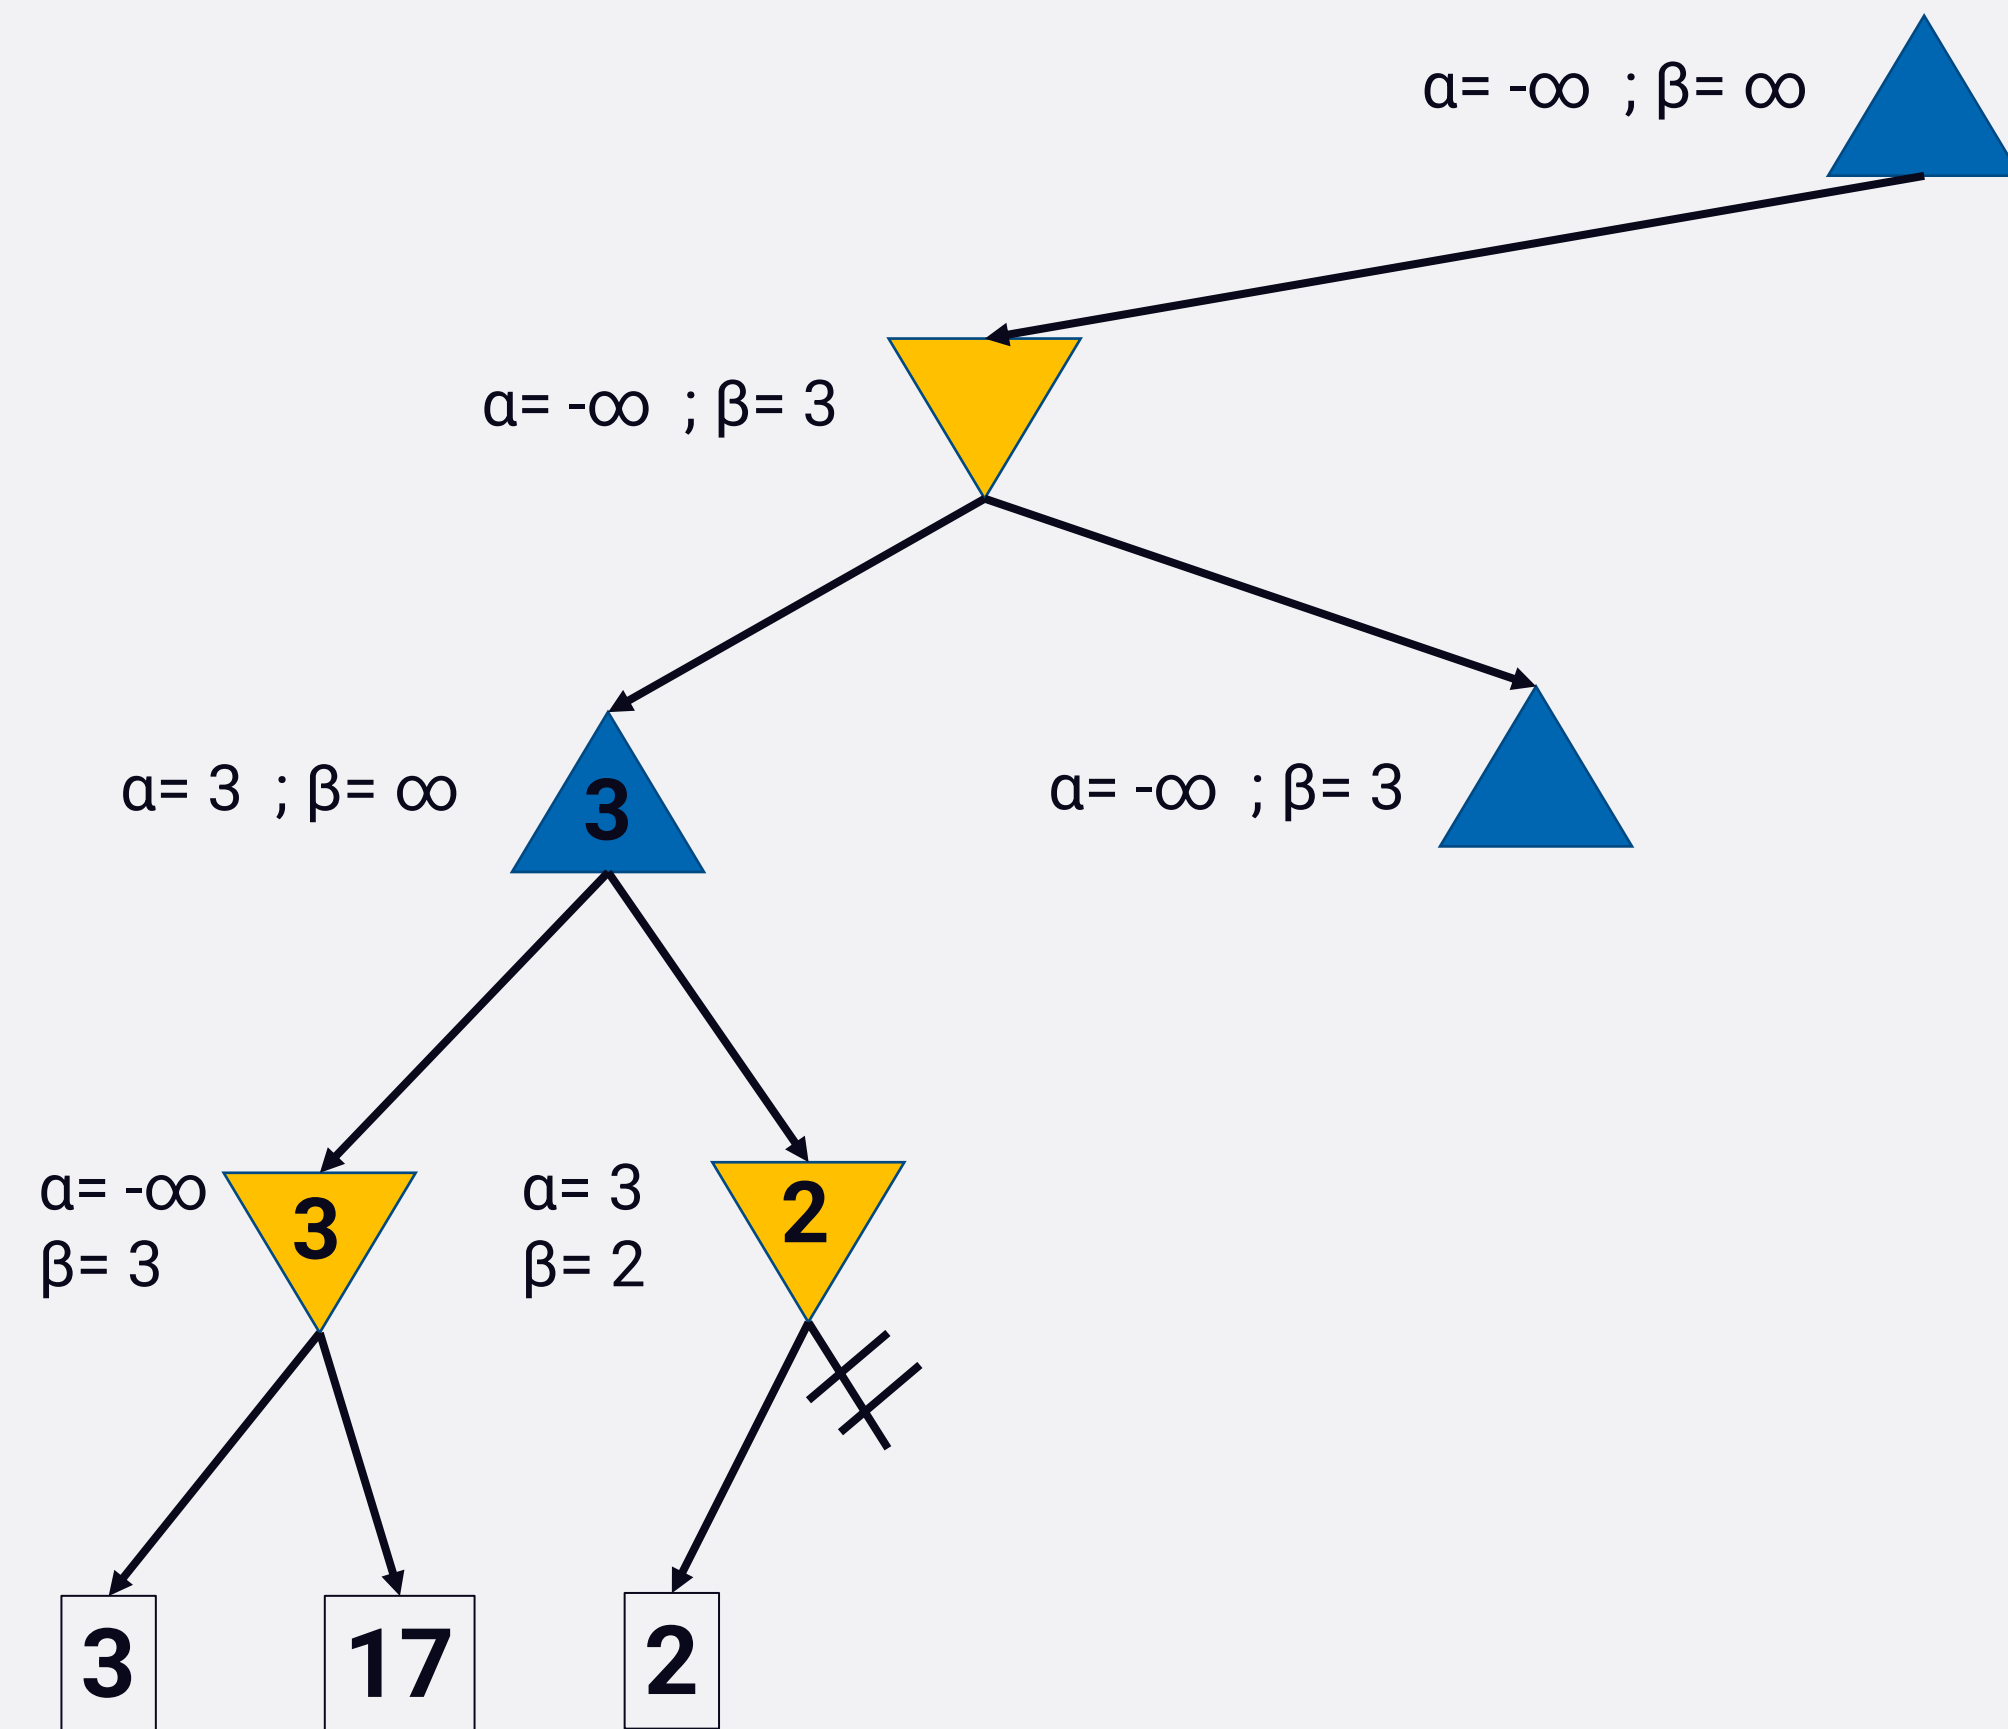 α= -∞ ; β= ∞
α= -∞ ; β= 3
α= 3 ; β= ∞
3
α= -∞ ; β= 3
α= -∞
β= 3
3
α= 3
β= 2
2
3
17
2